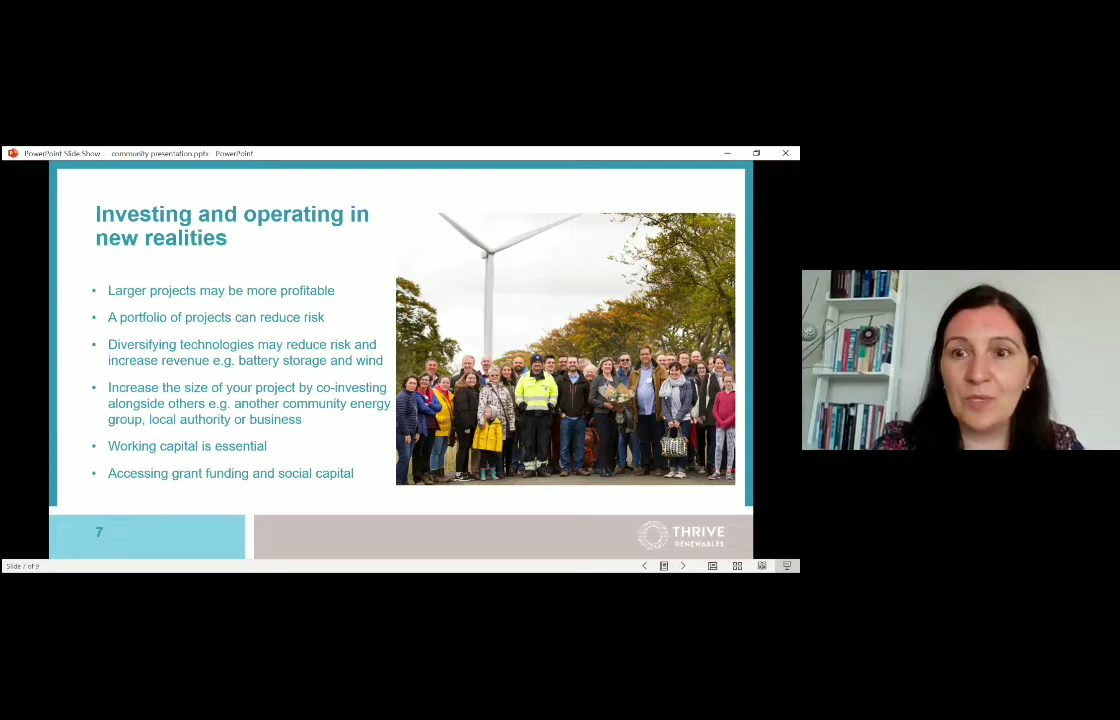 PowerPoint Slide Show community presentation.pptx PowerPoint
Investing and operating in
new realities
• Larger projects may be more profitable
• A portfolio of projects can reduce risk
• Diversifying technologies may reduce risk and
increase revenue e.g. battery storage and wind
• Increase the size of your project by co-investing
alongside others e.g. another community energy
group, local authority or business
• Working capital is essential
• Accessing grant funding and social capital
7
THRIVE
RENEWABLES
Slide 7 of 9